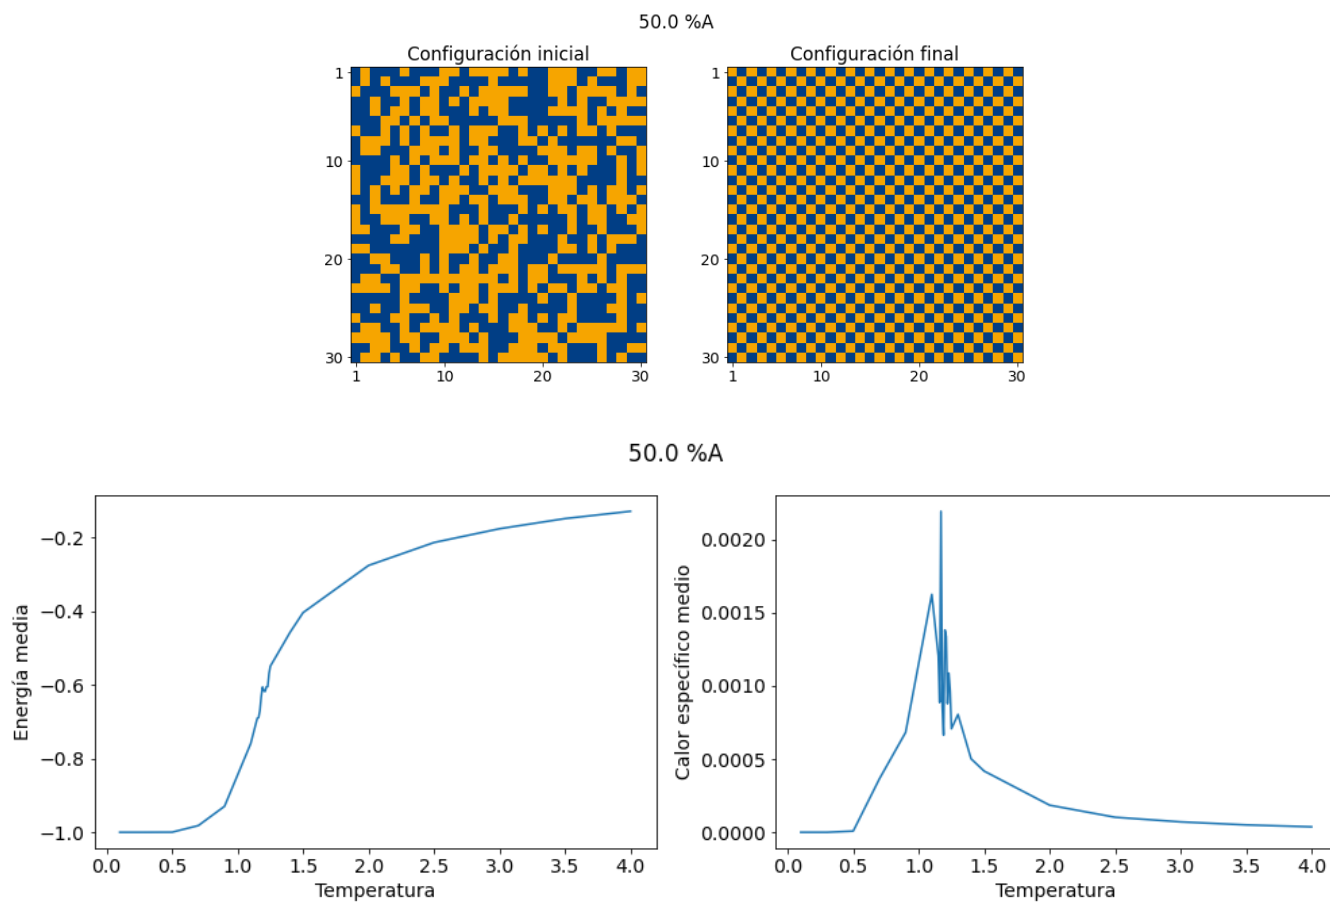 50.0 %A
Configuración inicial
1
10
20
30
1
10
20
30
Configuración final
1
10
20
30
1
10
20
30
50.0 %A
Energía media
−0.2
−0.4
−0.6
−0.8
−1.0
0.0 0.5 1.0 1.5 2.0 2.5 3.0 3.5 4.0
Temperatura
Calor específico medio
0.0020
0.0015
0.0010
0.0005
0.0000
0.0 0.5 1.0 1.5 2.0 2.5 3.0 3.5 4.0
Temperatura